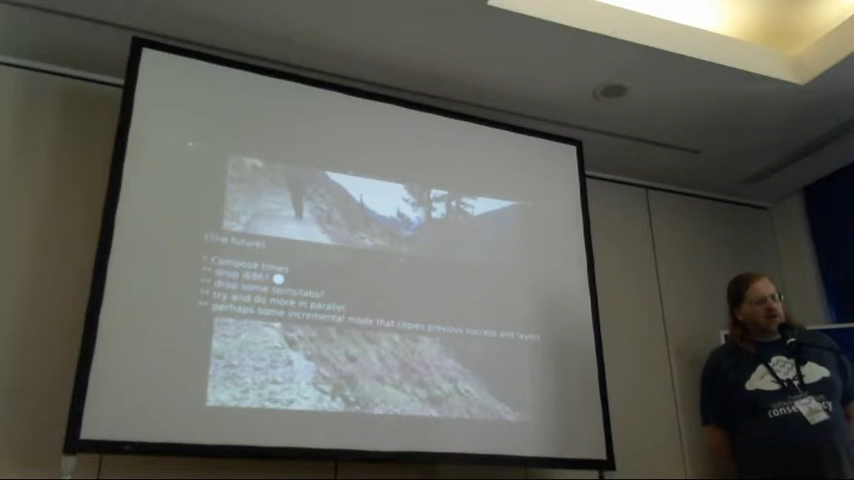 (The future)
* Compose times
** drop i686?
** drop some spins/labs?
** try and do more in parallel
** perhaps some incremental mode that copies previous success and layers
conservancy